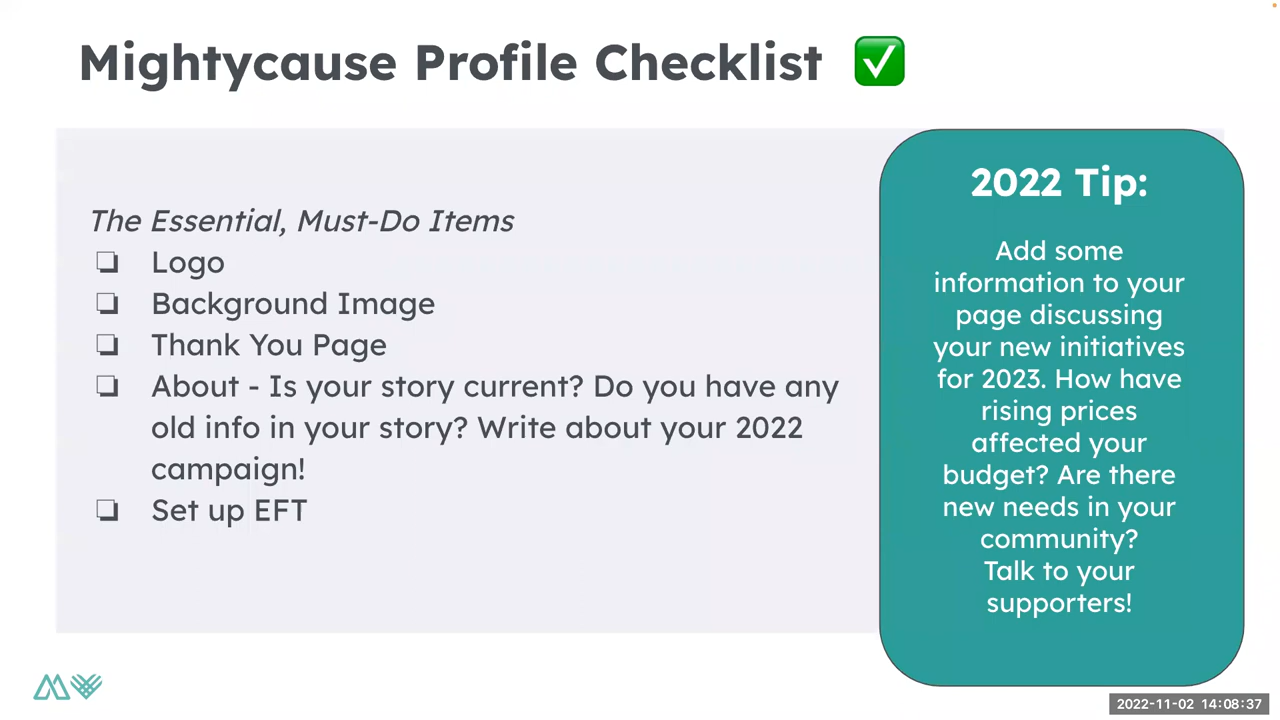 Mightycause Profile Checklist ✅
The Essential, Must-Do Items
❏ Logo
❏ Background Image
❏ Thank You Page
❏ About - Is your story current? Do you have any
old info in your story? Write about your 2022
campaign!
❏ Set up EFT
2022 Tip:
Add some
information to your
page discussing
your new initiatives
for 2023. How have
rising prices
affected your
budget? Are there
new needs in your
community?
Talk to your
supporters!
2022-11-02 14:08:37